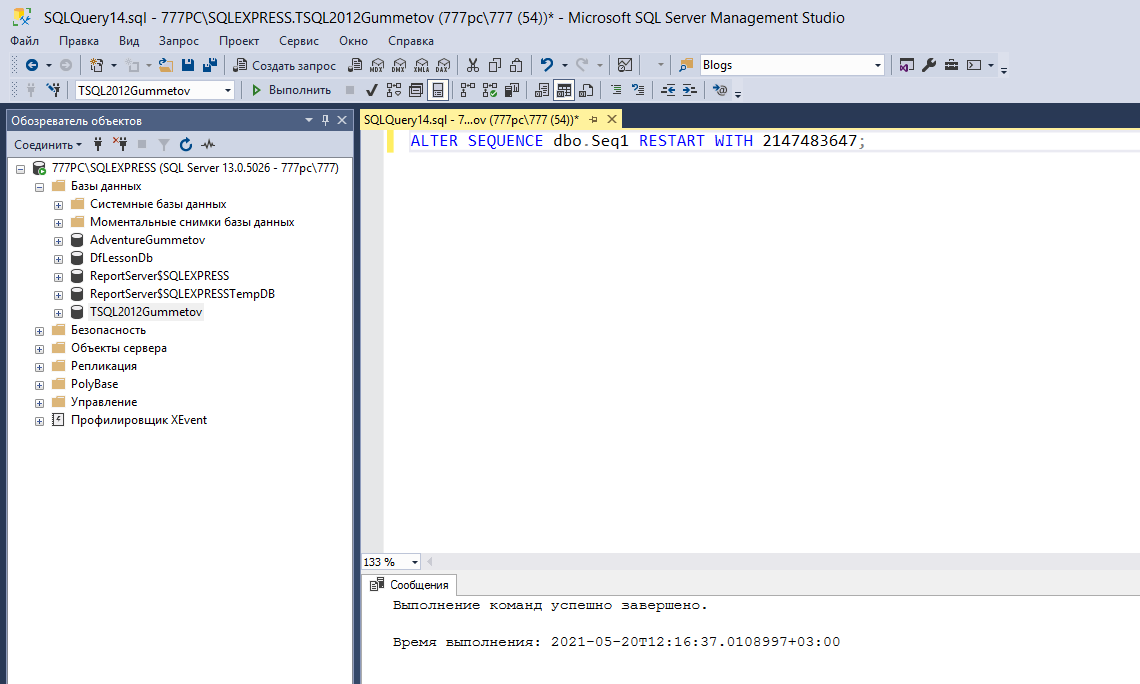 SQLQuery14.sql - 777PC\SQLEXPRESS.TSQL2012Gummetov (777pc\777 (54))* - Microsoft SQL Server Management Studio
Файл Правка Вид Запрос Проект Сервис Окно Справка
Создать запрос MDX DMX XMLA DAX Blogs
TSQL2012Gummetov Выполнить
Обозреватель объектов
SQLQuery14.sql - 7...ov (777pc\777 (54))*
Соединить
ALTER SEQUENCE dbo.Seq1 RESTART WITH 2147483647;
777PC\SQLEXPRESS (SQL Server 13.0.5026 - 777pc\777)
Базы данных
Системные базы данных
Моментальные снимки базы данных
AdventureGummetov
DfLessonDb
ReportServer$SQLEXPRESS
ReportServer$SQLEXPRESSTempDB
TSQL2012Gummetov
Безопасность
Объекты сервера
Репликация
PolyBase
Управление
Профилировщик XEvent
133 %
Сообщения
Выполнение команд успешно завершено.
Время выполнения: 2021-05-20T12:16:37.0108997+03:00